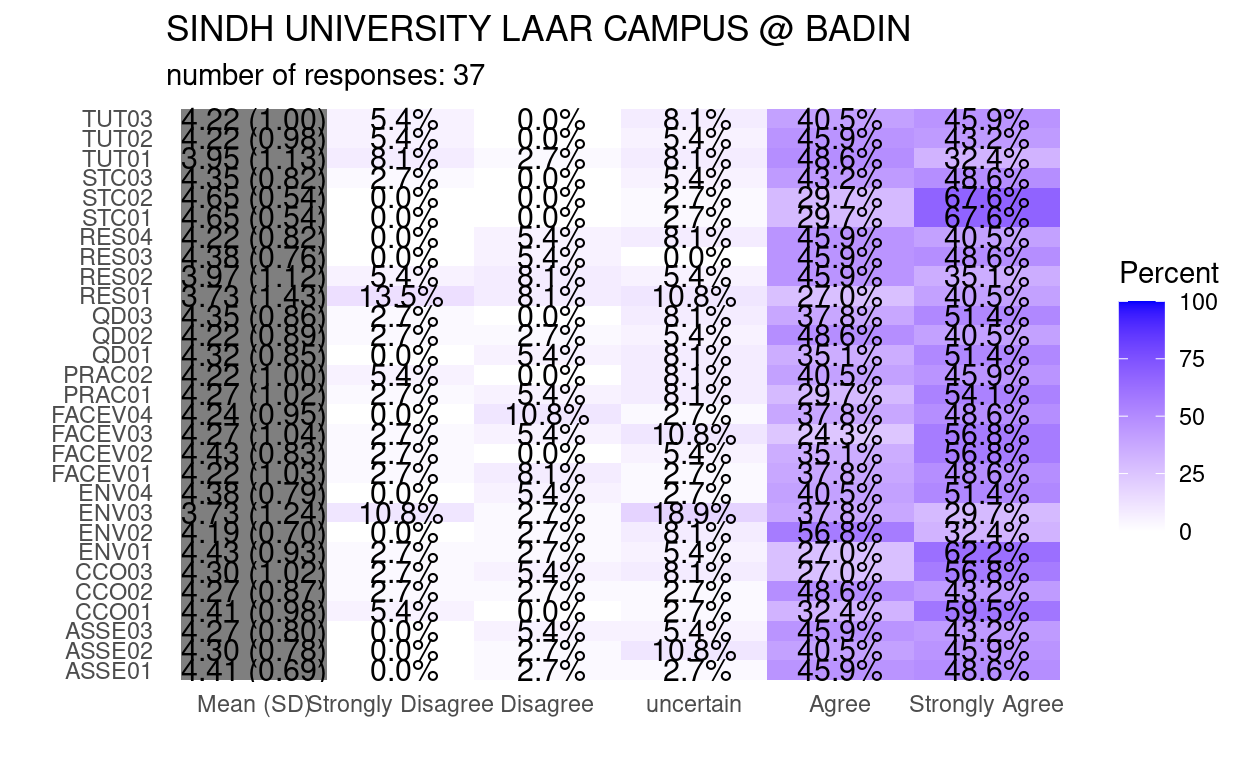 SINDH UNIVERSITY LAAR CAMPUS @ BADIN
number of responses: 37
TUT03 4.22 (1.00) 5.4% 0.0% 8.1% 40.5% 45.9%
TUT02 4.22 (0.98) 5.4% 0.0% 5.4% 45.9% 43.2%
TUT01 3.95 (1.13) 8.1% 2.7% 8.1% 48.6% 32.4%
STC03 4.35 (0.82) 2.7% 0.0% 5.4% 43.2% 48.6%
STC02 4.65 (0.54) 0.0% 0.0% 2.7% 29.7% 67.6%
STC01 4.65 (0.54) 0.0% 0.0% 2.7% 29.7% 67.6%
RES04 4.22 (0.82) 0.0% 5.4% 8.1% 45.9% 40.5%
RES03 4.38 (0.76) 0.0% 5.4% 0.0% 45.9% 48.6%
RES02 3.97 (1.12) 5.4% 8.1% 5.4% 45.9% 35.1%
RES01 3.73 (1.43) 13.5% 8.1% 10.8% 27.0% 40.5%
QD03 4.35 (0.86) 2.7% 0.0% 8.1% 37.8% 51.4%
QD02 4.22 (0.89) 2.7% 2.7% 5.4% 48.6% 40.5%
QD01 4.32 (0.85) 0.0% 5.4% 8.1% 35.1% 51.4%
PRAC02 4.22 (1.00) 5.4% 0.0% 8.1% 40.5% 45.9%
PRAC01 4.27 (1.02) 2.7% 5.4% 8.1% 29.7% 54.1%
FACEV04 4.24 (0.95) 0.0% 10.8% 2.7% 37.8% 48.6%
FACEV03 4.27 (1.04) 2.7% 5.4% 10.8% 24.3% 56.8%
FACEV02 4.43 (0.83) 2.7% 0.0% 5.4% 35.1% 56.8%
FACEV01 4.22 (1.03) 2.7% 8.1% 2.7% 37.8% 48.6%
ENV04 4.38 (0.79) 0.0% 5.4% 2.7% 40.5% 51.4%
ENV03 3.73 (1.24) 10.8% 2.7% 18.9% 37.8% 29.7%
ENV02 4.19 (0.70) 0.0% 2.7% 8.1% 56.8% 32.4%
ENV01 4.43 (0.93) 2.7% 2.7% 5.4% 27.0% 62.2%
CCO03 4.30 (1.02) 2.7% 5.4% 8.1% 27.0% 56.8%
CCO02 4.27 (0.87) 2.7% 2.7% 2.7% 48.6% 43.2%
CCO01 4.41 (0.98) 5.4% 0.0% 2.7% 32.4% 59.5%
ASSE03 4.27 (0.80) 0.0% 5.4% 5.4% 45.9% 43.2%
ASSE02 4.30 (0.78) 0.0% 2.7% 10.8% 40.5% 45.9%
ASSE01 4.41 (0.69) 0.0% 2.7% 2.7% 45.9% 48.6%
Mean (SD) Strongly Disagree Disagree uncertain Agree Strongly Agree
Percent
100
75
50
25
0